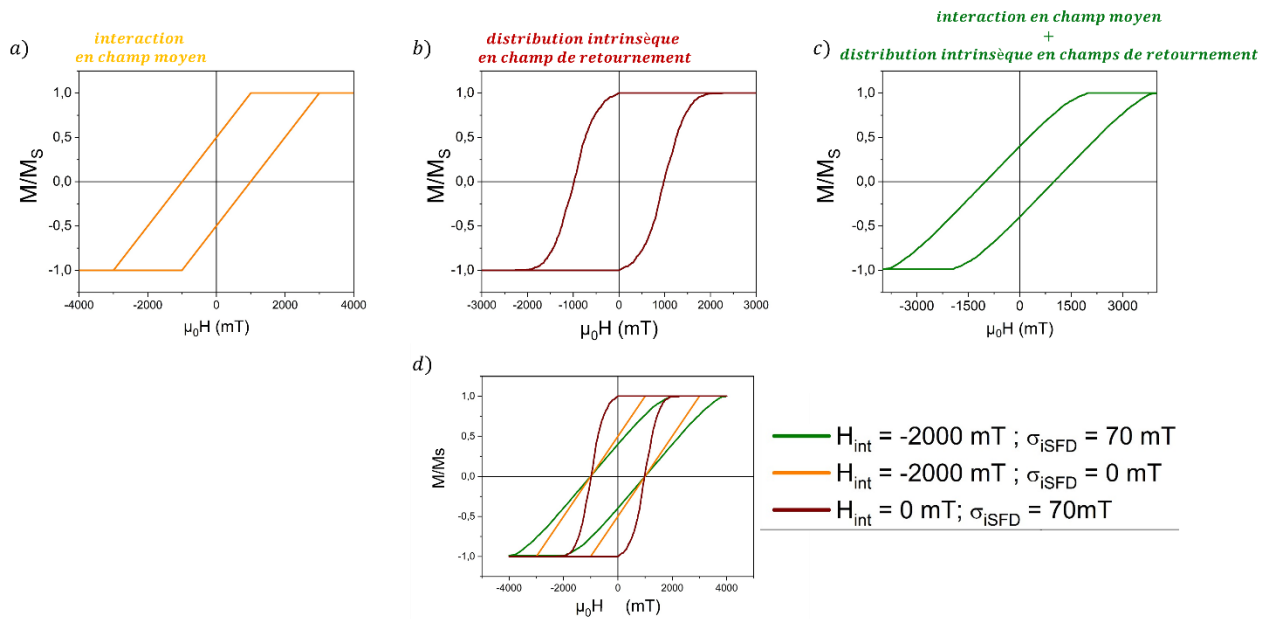 a)
interaction
en champ moyen
1,0
0,5
0,0
-0,5
-1,0
M/MS
-4000 -2000 0 2000 4000
µ0H (mT)
b)
distribution intrinsèque
en champ de retournement
1,0
0,5
0,0
-0,5
-1,0
M/MS
-3000 -2000 -1000 0 1000 2000 3000
µ0H (mT)
c)
interaction en champ moyen
+
distribution intrinsèque en champs de retournement
1,0
0,5
0,0
-0,5
-1,0
M/MS
-3000 -1500 0 1500 3000
µ0H (mT)
d)
1,0
0,5
0,0
-0,5
-1,0
M/Ms
-4000 -2000 0 2000 4000
µ0H (mT)
Hint = -2000 mT ; σiSFD = 70 mT
Hint = -2000 mT ; σiSFD = 0 mT
Hint = 0 mT; σiSFD = 70mT